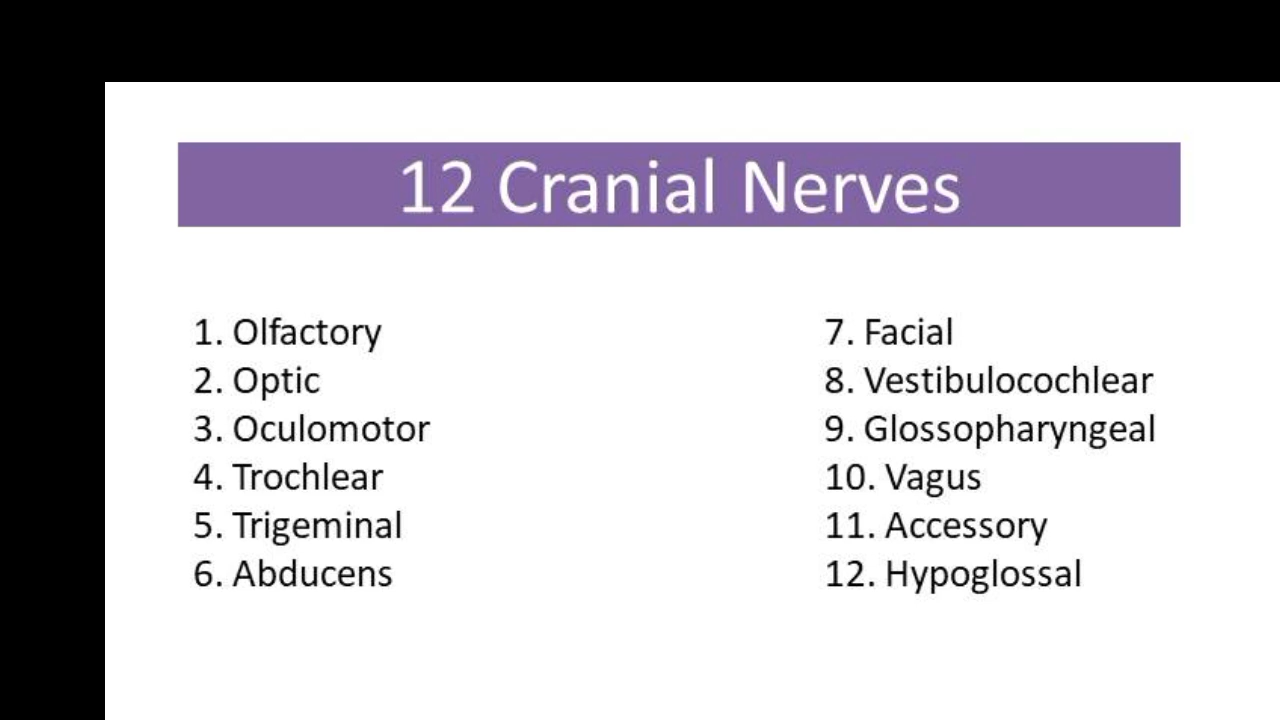 12 Cranial Nerves
1. Olfactory
2. Optic
3. Oculomotor
4. Trochlear
5. Trigeminal
6. Abducens
7. Facial
8. Vestibulocochlear
9. Glossopharyngeal
10. Vagus
11. Accessory
12. Hypoglossal